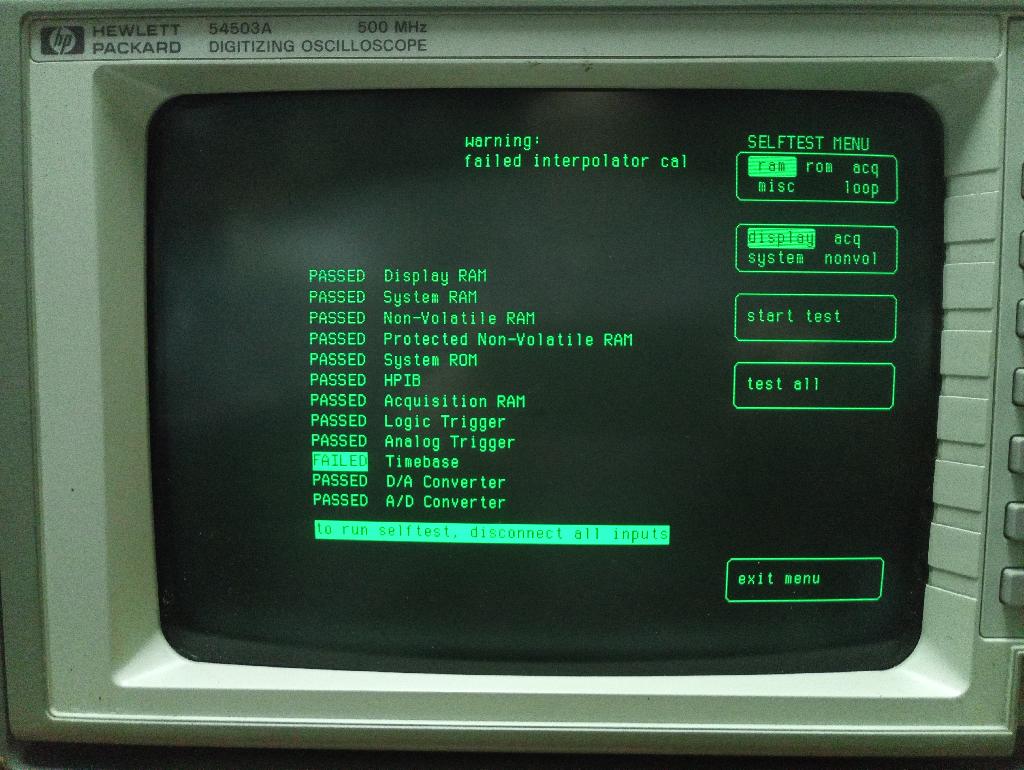 hp HEWLETT PACKARD
54503A 500 MHz
DIGITIZING OSCILLOSCOPE
warning:
failed interpolator cal
SELFTEST MENU
ram rom acq
misc loop
display acq
system nonvol
start test
test all
PASSED Display RAM
PASSED System RAM
PASSED Non-Volatile RAM
PASSED Protected Non-Volatile RAM
PASSED System ROM
PASSED HPIB
PASSED Acquisition RAM
PASSED Logic Trigger
PASSED Analog Trigger
FAILED Timebase
PASSED D/A Converter
PASSED A/D Converter
to run selftest, disconnect all inputs
exit menu